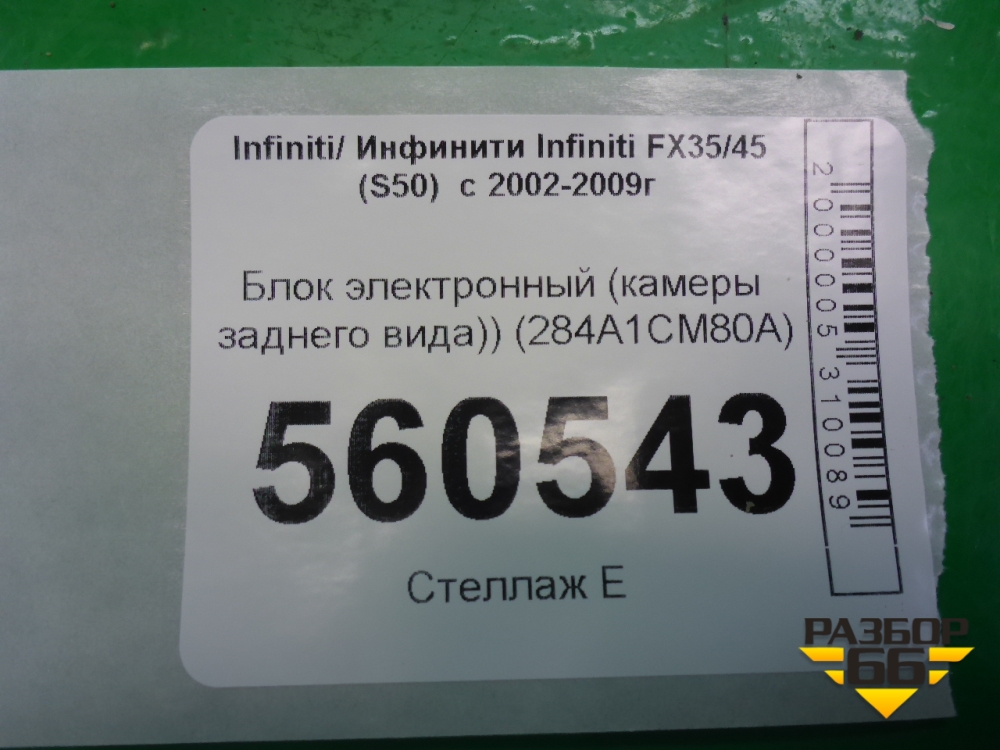 Infiniti/ Инфинити Infiniti FX35/45
(S50) с 2002-2009г
Блок электронный (камеры
заднего вида)) (284A1CM80A)
560543
Стеллаж Е
2000005310089
РАЗБОР
66